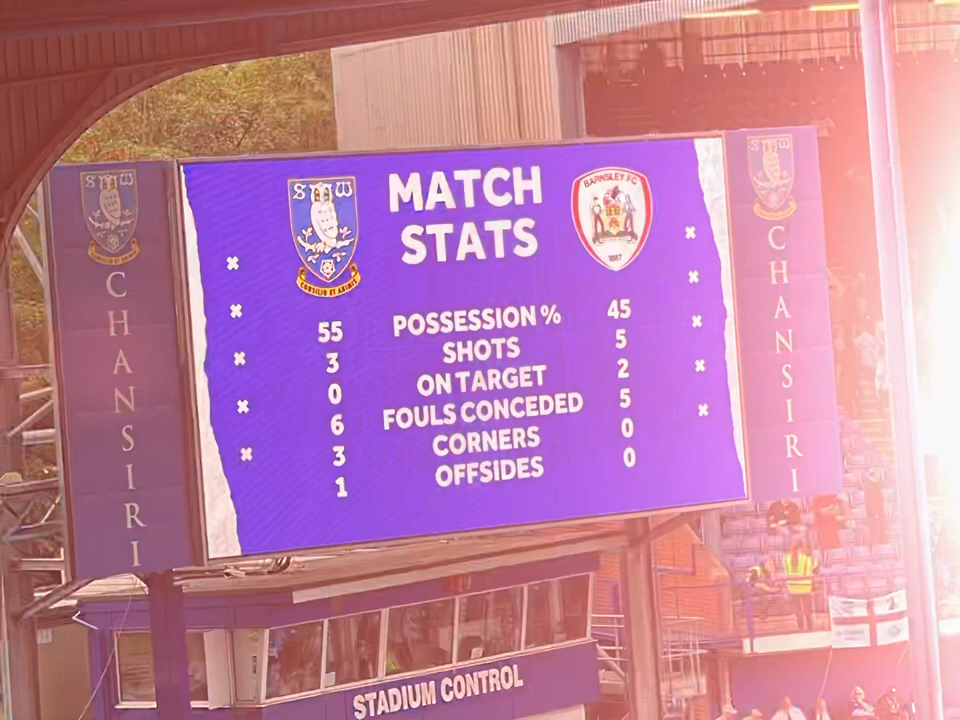 MATCH
STATS
S W
CONSILIO ET ANIMIS
BARNSLEY FC
1887
55 POSSESSION % 45
3 SHOTS 5
0 ON TARGET 2
6 FOULS CONCEDED 5
3 CORNERS 0
1 OFFSIDES 0
CHANSIRI
CHANSIRI
STADIUM CONTROL